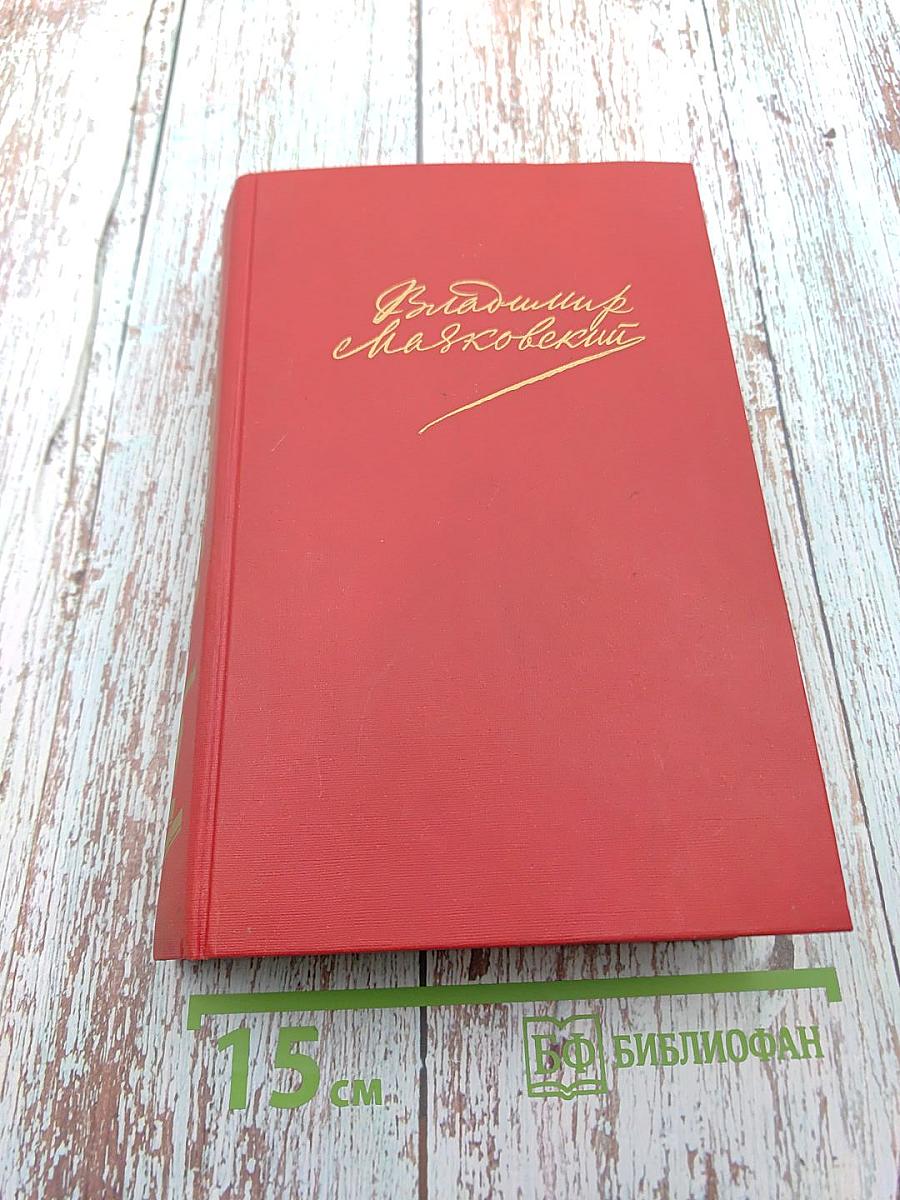 Владимир
Маяковский
15 см
БФ БИБЛИОФАН